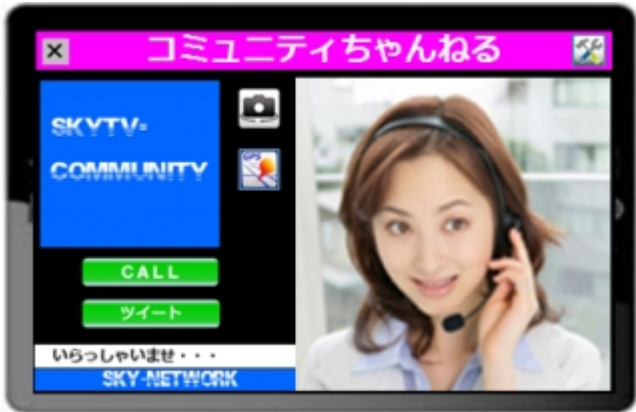 コミュニティちゃんねる
SKYTV-
COMMUNITY
GPS
CALL
ツイート
いらっしゃいませ・・・
SKY-NETWORK